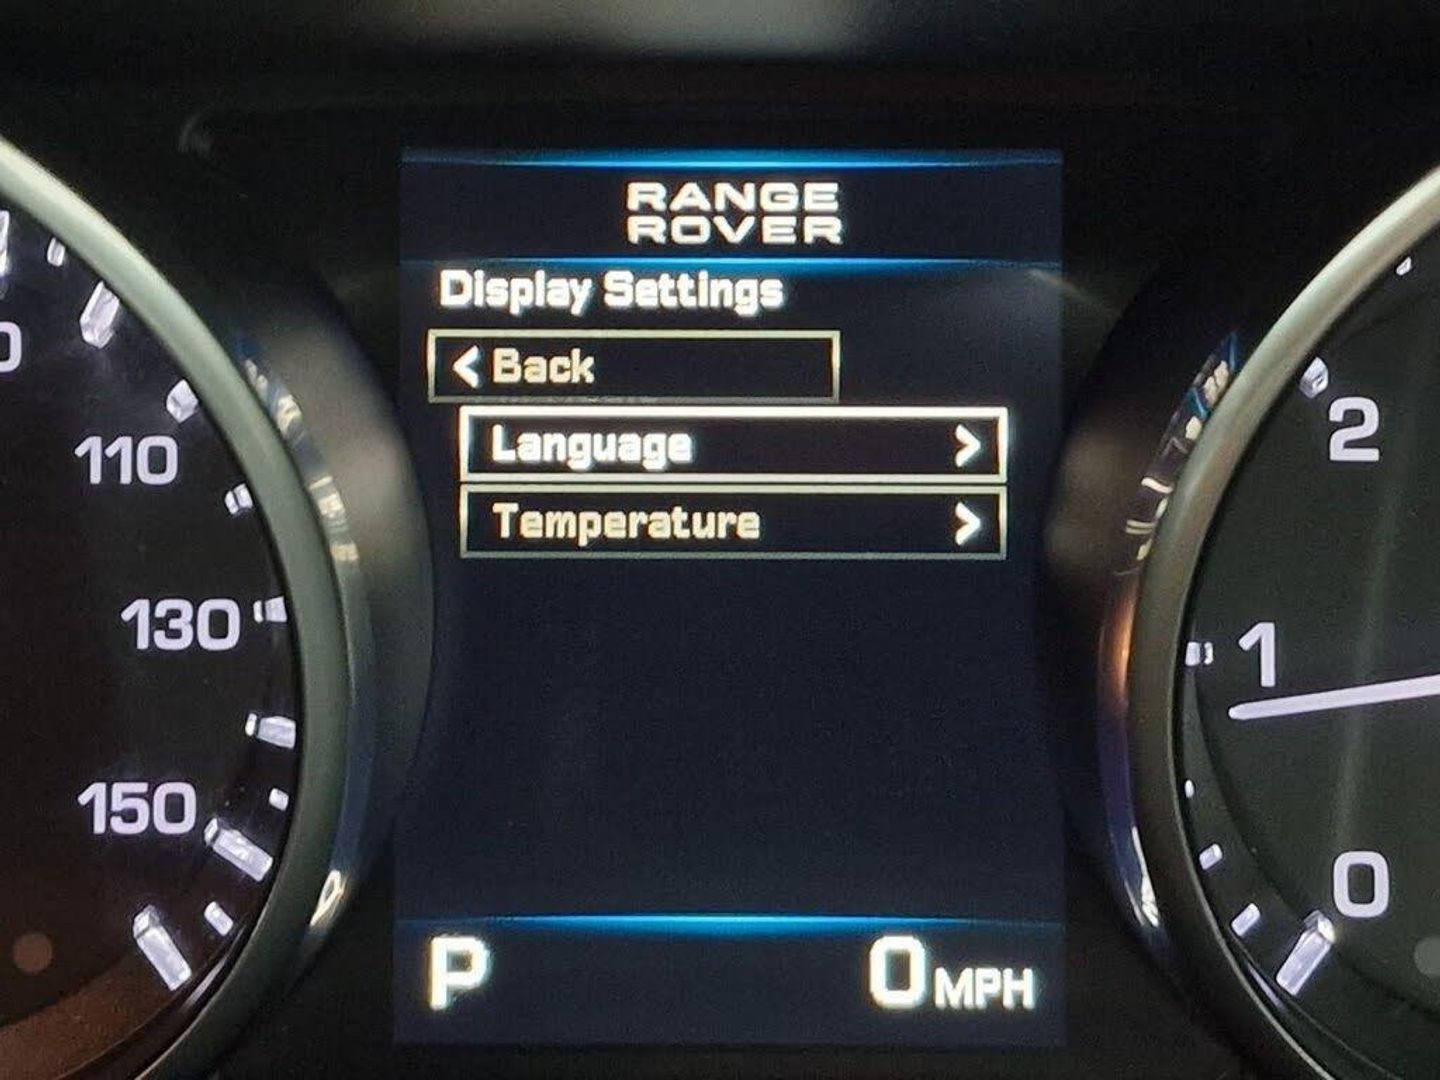 RANGE
ROVER
Display Settings
< Back
Language >
Temperature >
P
0 MPH
110
130
150
2
1
0